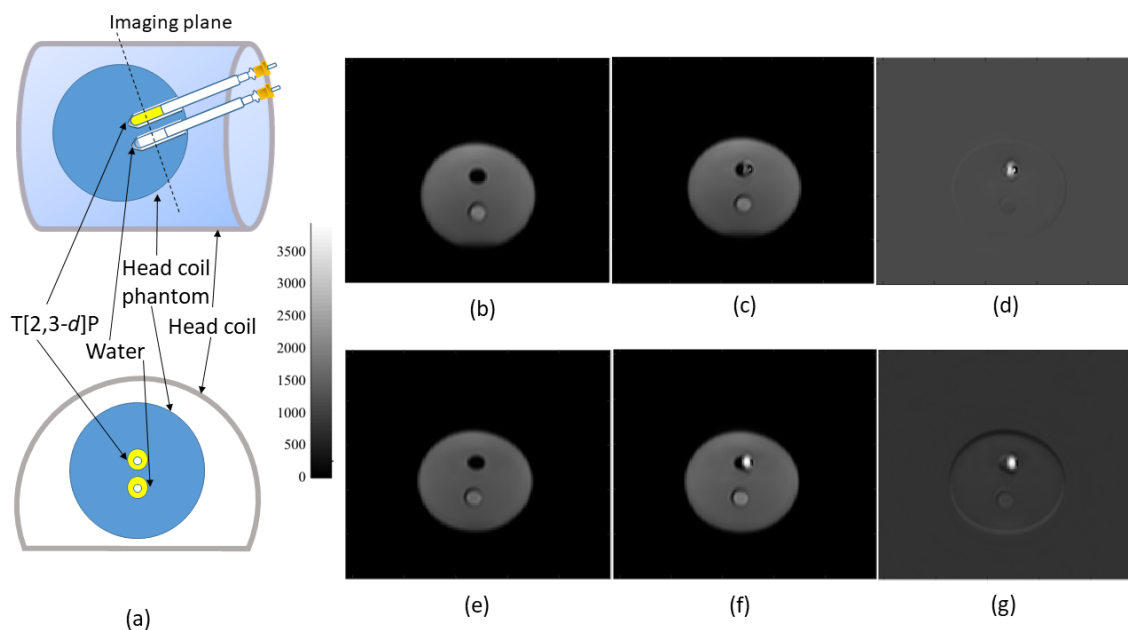 Imaging plane
Head coil
phantom
T[2,3-d]P
Head coil
Water
3500
3000
2500
2000
1500
1000
500
0
(a)
(b)
(c)
(d)
(e)
(f)
(g)